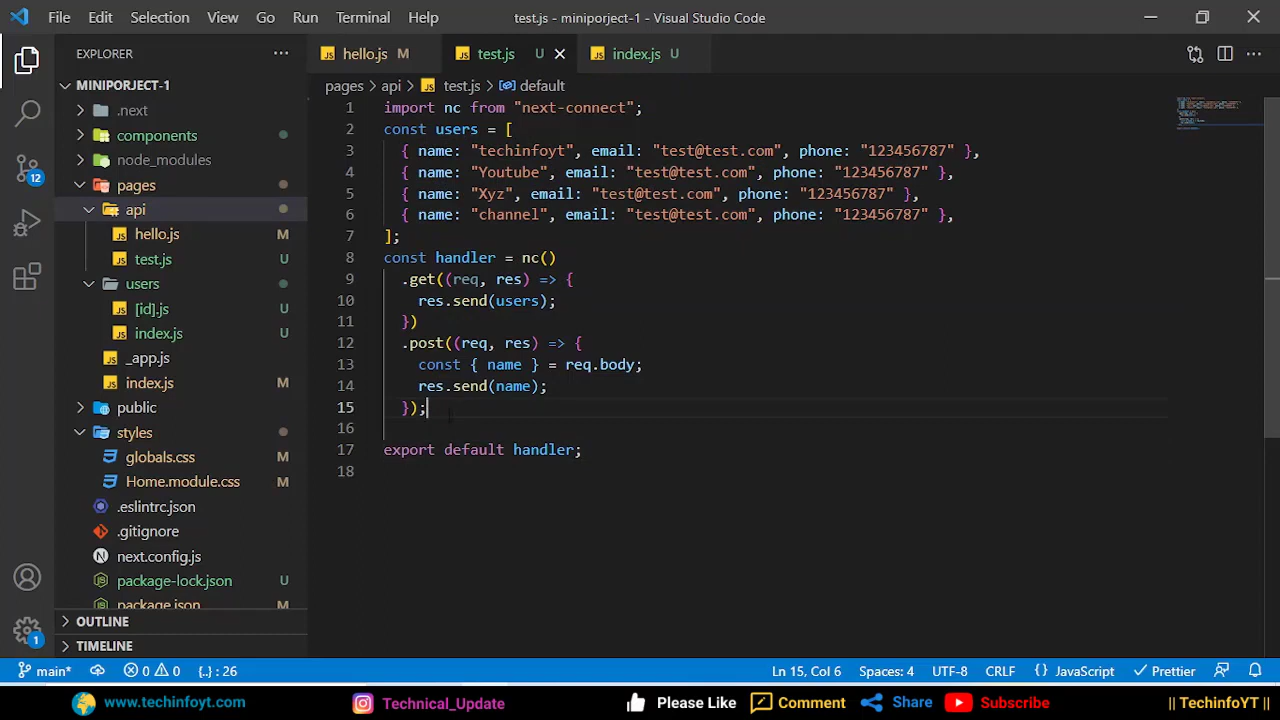 File Edit Selection View Go Run Terminal Help test.js - miniporject-1 - Visual Studio Code
EXPLORER
hello.js M test.js U index.js U
MINIPORJECT-1
pages > api > test.js > default
.next
components
node_modules
pages
api
hello.js M
test.js U
users
[id].js U
index.js U
_app.js
index.js M
public
styles
globals.css M
Home.module.css M
.eslintrc.json
.gitignore
next.config.js
package-lock.json U
package.json M
OUTLINE
TIMELINE
12
1
1 import nc from "next-connect";
2 const users = [
3 { name: "techinfoyt", email: "test@test.com", phone: "123456787" },
4 { name: "Youtube", email: "test@test.com", phone: "123456787" },
5 { name: "Xyz", email: "test@test.com", phone: "123456787" },
6 { name: "channel", email: "test@test.com", phone: "123456787" },
7 ];
8 const handler = nc()
9 .get((req, res) => {
10 res.send(users);
11 })
12 .post((req, res) => {
13 const { name } = req.body;
14 res.send(name);
15 });
16
17 export default handler;
18
main* 0 0 {..} : 26 Ln 15, Col 6 Spaces: 4 UTF-8 CRLF {} JavaScript Prettier
www.techinfoyt.com Technical_Update Please Like Comment Share Subscribe || TechinfoYT ||